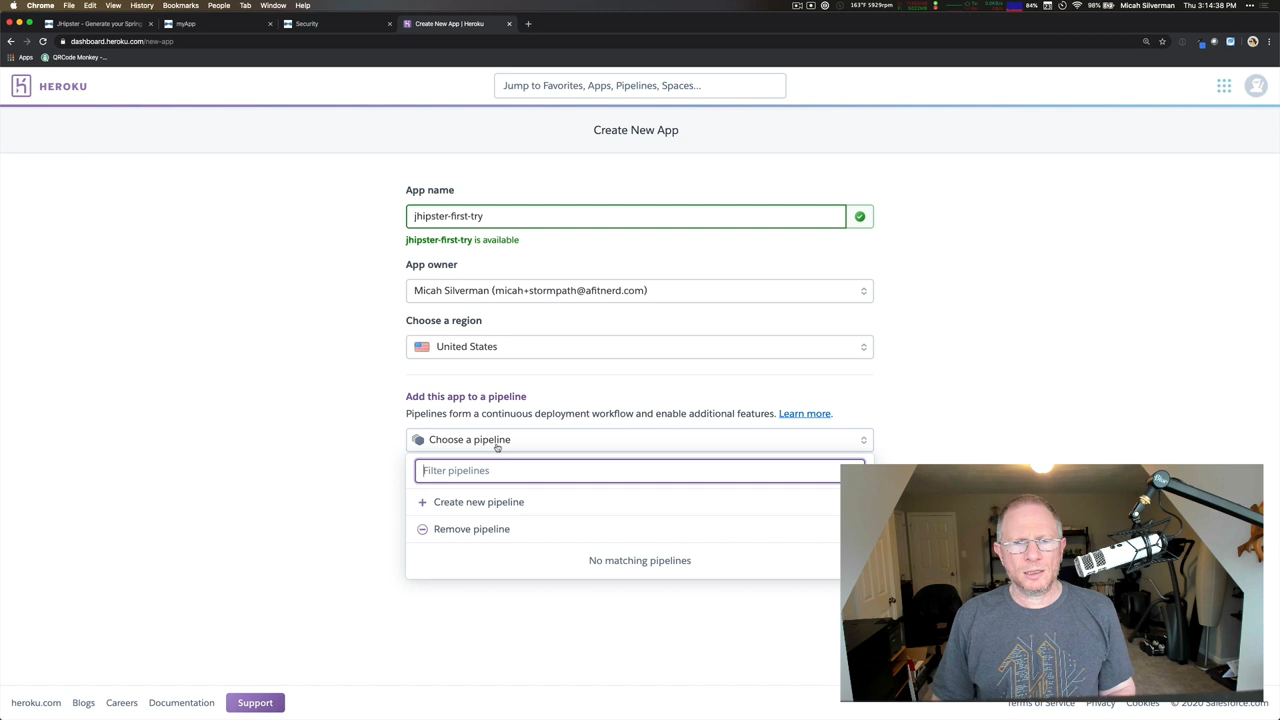 Chrome File Edit View History Bookmarks People Tab Window Help
163°F 5929rpm
84%
98%
Micah Silverman Thu 3:14:38 PM
JHipster - Generate your Spring
myApp
Security
Create New App | Heroku
dashboard.heroku.com/new-app
Apps QRCode Monkey -...
HEROKU
Jump to Favorites, Apps, Pipelines, Spaces...
Create New App
App name
jhipster-first-try
jhipster-first-try is available
App owner
Micah Silverman (micah+stormpath@afitnerd.com)
Choose a region
United States
Add this app to a pipeline
Pipelines form a continuous deployment workflow and enable additional features. Learn more.
Choose a pipeline
Filter pipelines
Create new pipeline
Remove pipeline
No matching pipelines
heroku.com Blogs Careers Documentation Support
Terms of Service Privacy Cookies © 2020 Salesforce.com